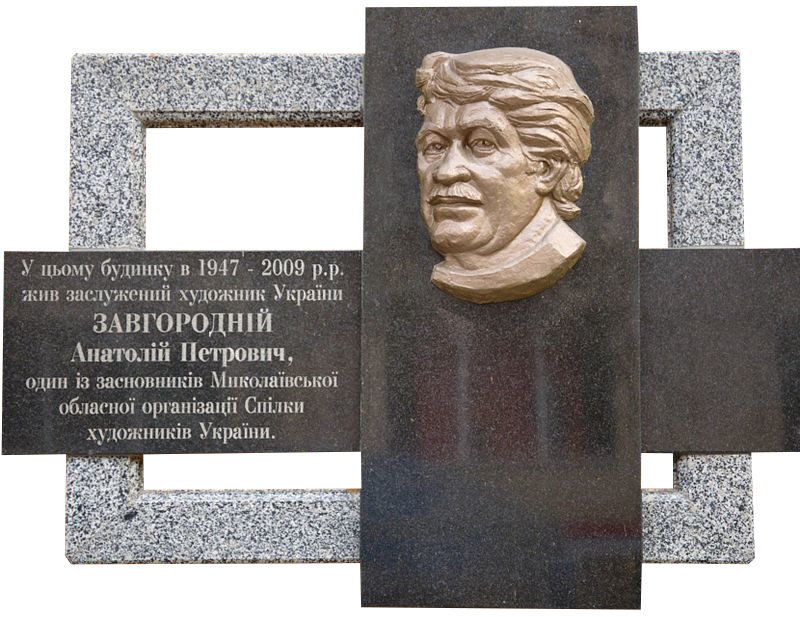 У цьому будинку в 1947 - 2009 р.р.
жив заслужений художник України
ЗАВГОРОДНІЙ
Анатолій Петрович,
один із засновників Миколаївської
обласної організації Спілки
художників України.